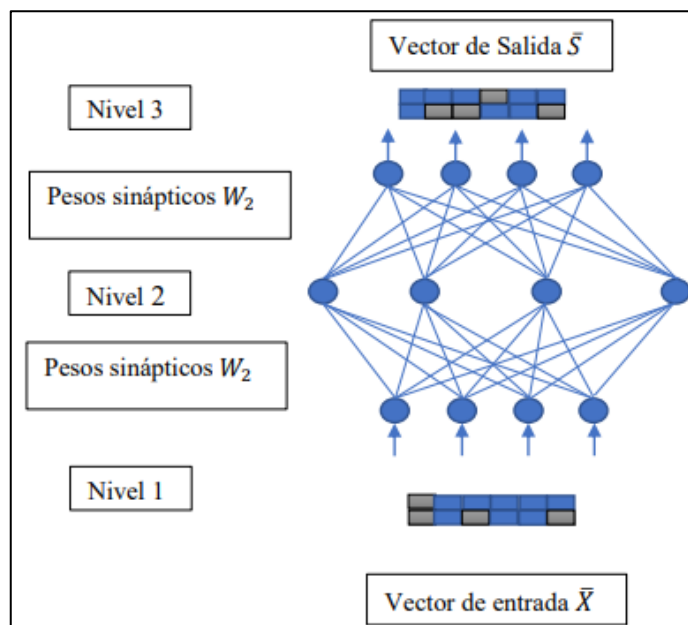 Vector de Salida S̄
Nivel 3
Pesos sinápticos W₂
Nivel 2
Pesos sinápticos W₂
Nivel 1
Vector de entrada X̄